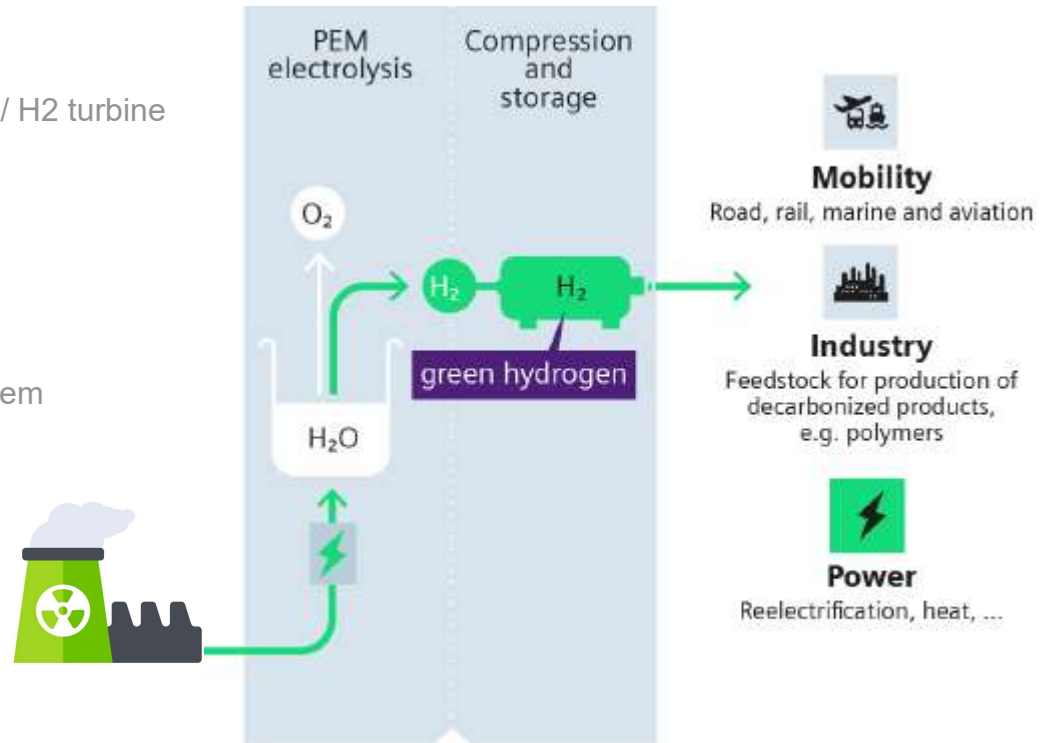 / H2 turbine
em
PEM
electrolysis
Compression
and
storage
O₂
H₂
H₂
green hydrogen
H₂O
Mobility
Road, rail, marine and aviation
Industry
Feedstock for production of
decarbonized products,
e.g. polymers
Power
Reelectrification, heat, ...